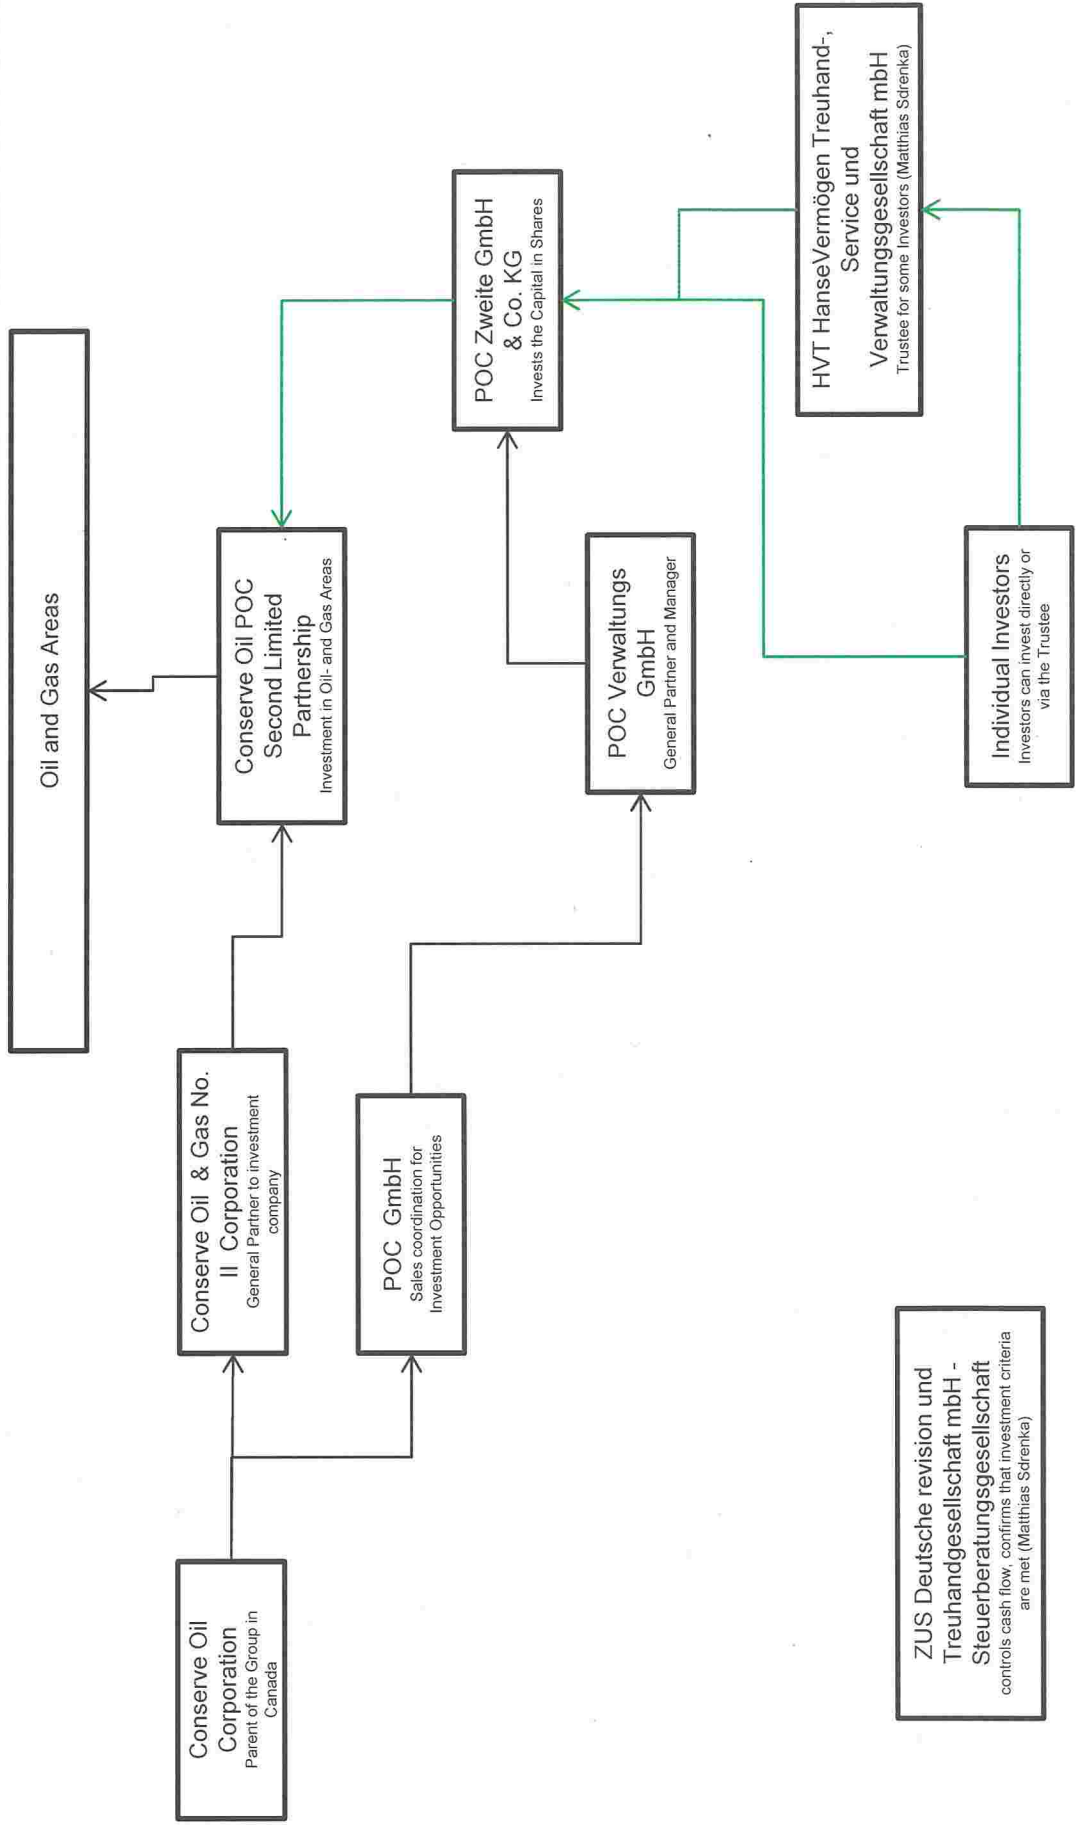 Oil and Gas Areas
Conserve Oil POC
Second Limited
Partnership
Investment in Oil- and Gas Areas
Conserve Oil & Gas No.
II Corporation
General Partner to investment
company
Conserve Oil
Corporation
Parent of the Group in
Canada
POC GmbH
Sales coordination for
Investment Opportunities
POC Zweite GmbH
& Co. KG
Invests the Capital in Shares
POC Verwaltungs
GmbH
General Partner and Manager
HVT HanseVermögen Treuhand-,
Service und
Verwaltungsgesellschaft mbH
Trustee for some Investors (Matthias Sdrenka)
Individual Investors
Investors can invest directly or
via the Trustee
ZUS Deutsche revision und
Treuhandgesellschaft mbH -
Steuerberatungsgesellschaft
controls cash flow, confirms that investment criteria
are met (Matthias Sdrenka)